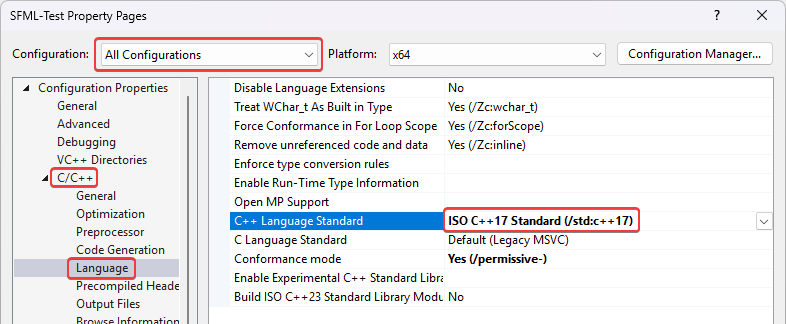 SFML-Test Property Pages ? ×
Configuration: All Configurations Platform: x64 Configuration Manager...
Configuration Properties
General
Advanced
Debugging
VC++ Directories
C/C++
General
Optimization
Preprocessor
Code Generation
Language
Precompiled Heade
Output Files
Browse Information
Disable Language Extensions No
Treat WChar_t As Built in Type Yes (/Zc:wchar_t)
Force Conformance in For Loop Scope Yes (/Zc:forScope)
Remove unreferenced code and data Yes (/Zc:inline)
Enforce type conversion rules
Enable Run-Time Type Information
Open MP Support
C++ Language Standard ISO C++17 Standard (/std:c++17)
C Language Standard Default (Legacy MSVC)
Conformance mode Yes (/permissive-)
Enable Experimental C++ Standard Libra
Build ISO C++23 Standard Library Modu No